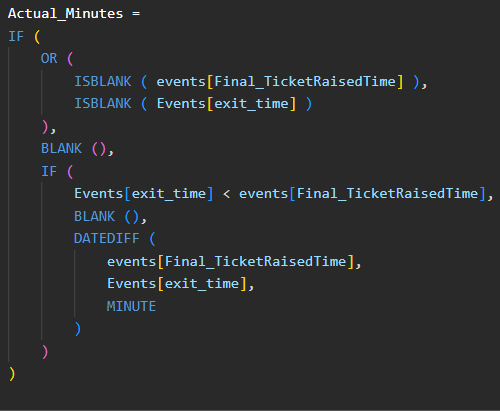 Actual_Minutes =
IF (
OR (
ISBLANK ( events[Final_TicketRaisedTime] ),
ISBLANK ( Events[exit_time] )
),
BLANK (),
IF (
Events[exit_time] < events[Final_TicketRaisedTime],
BLANK (),
DATEDIFF (
events[Final_TicketRaisedTime],
Events[exit_time],
MINUTE
)
)
)